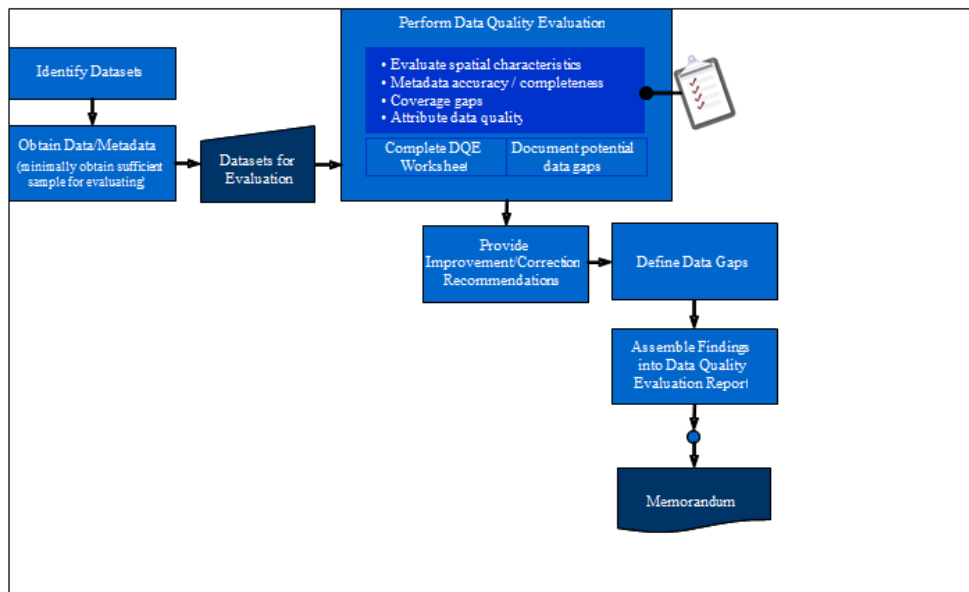 Perform Data Quality Evaluation
Identify Datasets
• Evaluate spatial characteristics
• Metadata accuracy / completeness
• Coverage gaps
• Attribute data quality
Obtain Data/Metadata
(minimally obtain sufficient
sample for evaluating)
Datasets for
Evaluation
Complete DQE
Worksheet
Document potential
data gaps
Provide
Improvement/Correction
Recommendations
Define Data Gaps
Assemble Findings
into Data Quality
Evaluation Report
Memorandum